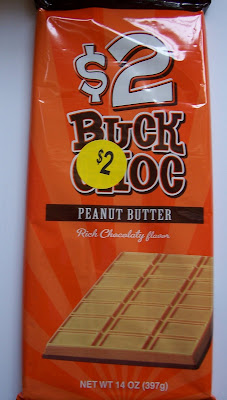 $2
BUCK
CHOC
$2
PEANUT BUTTER
Rich Chocolaty flavor
NET WT 14 OZ (397g)